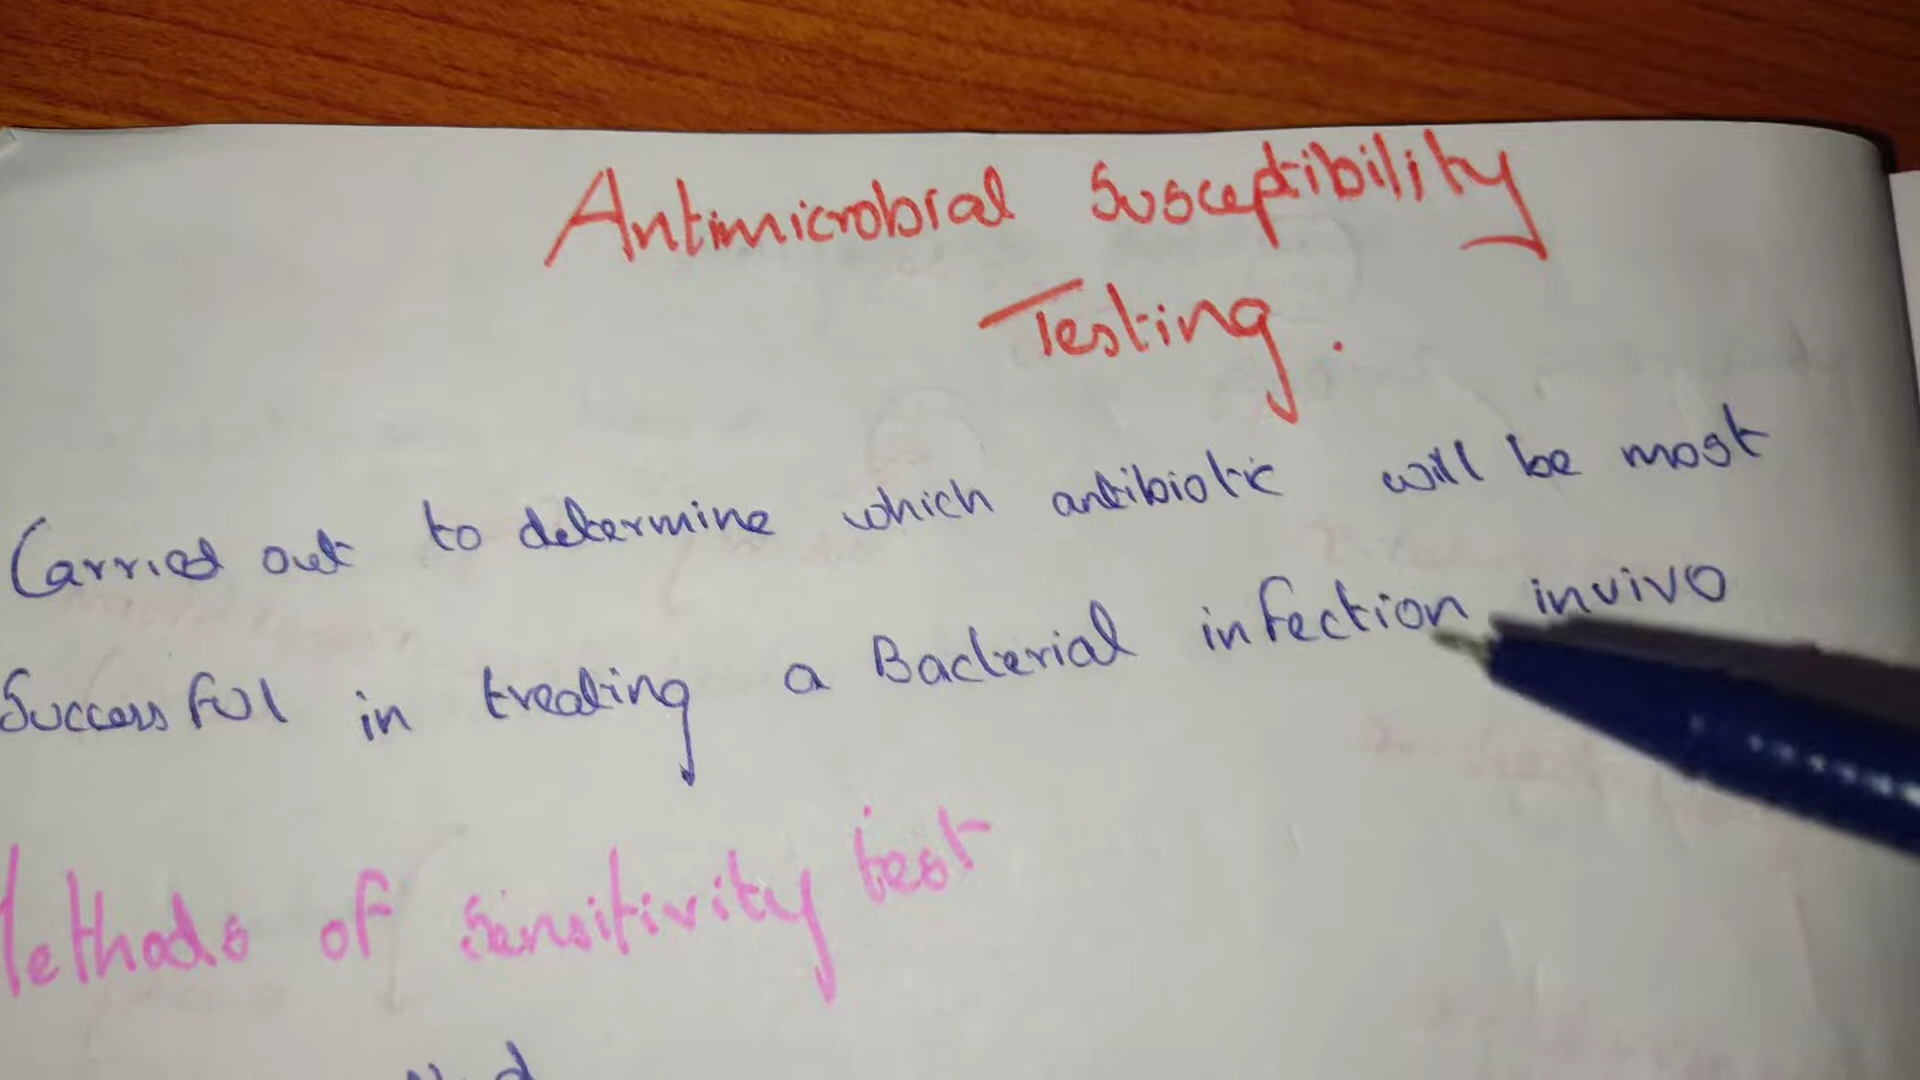 Antimicrobial Susceptibility
Testing.
Carried out to determine which antibiotic will be most
Successful in treating a Bacterial infection invivo
Methods of Sensitivity test